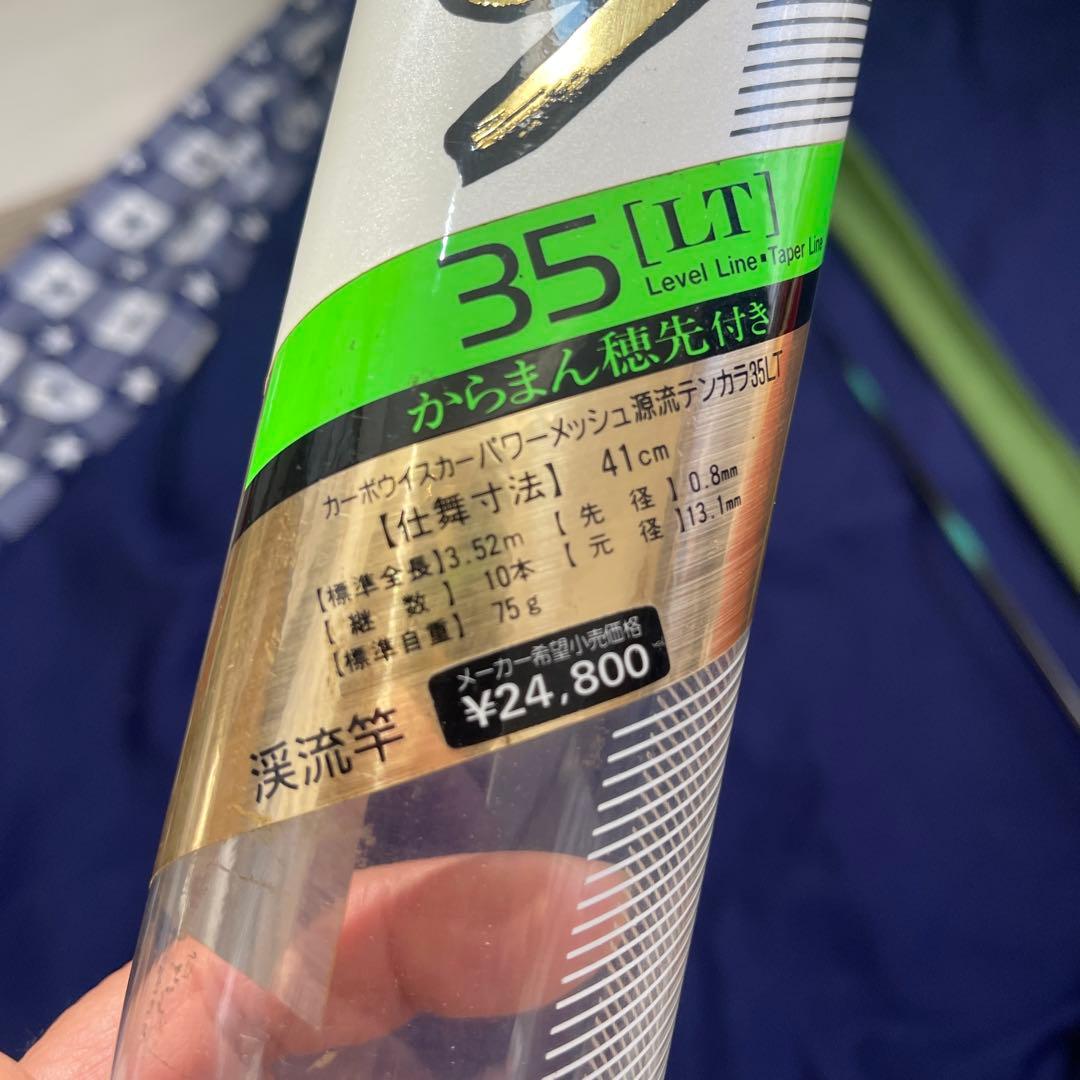 35[LT]
Level Line■Taper Line
からまん穂先付き
カーボウイスカーパワーメッシュ源流テンカラ35LT
【仕舞寸法】 41cm
【標準全長】3.52m 【先径】0.8mm
【継数】 10本 【元径】13.1mm
【標準自重】 75g
メーカー希望小売価格
¥24,800
渓流竿